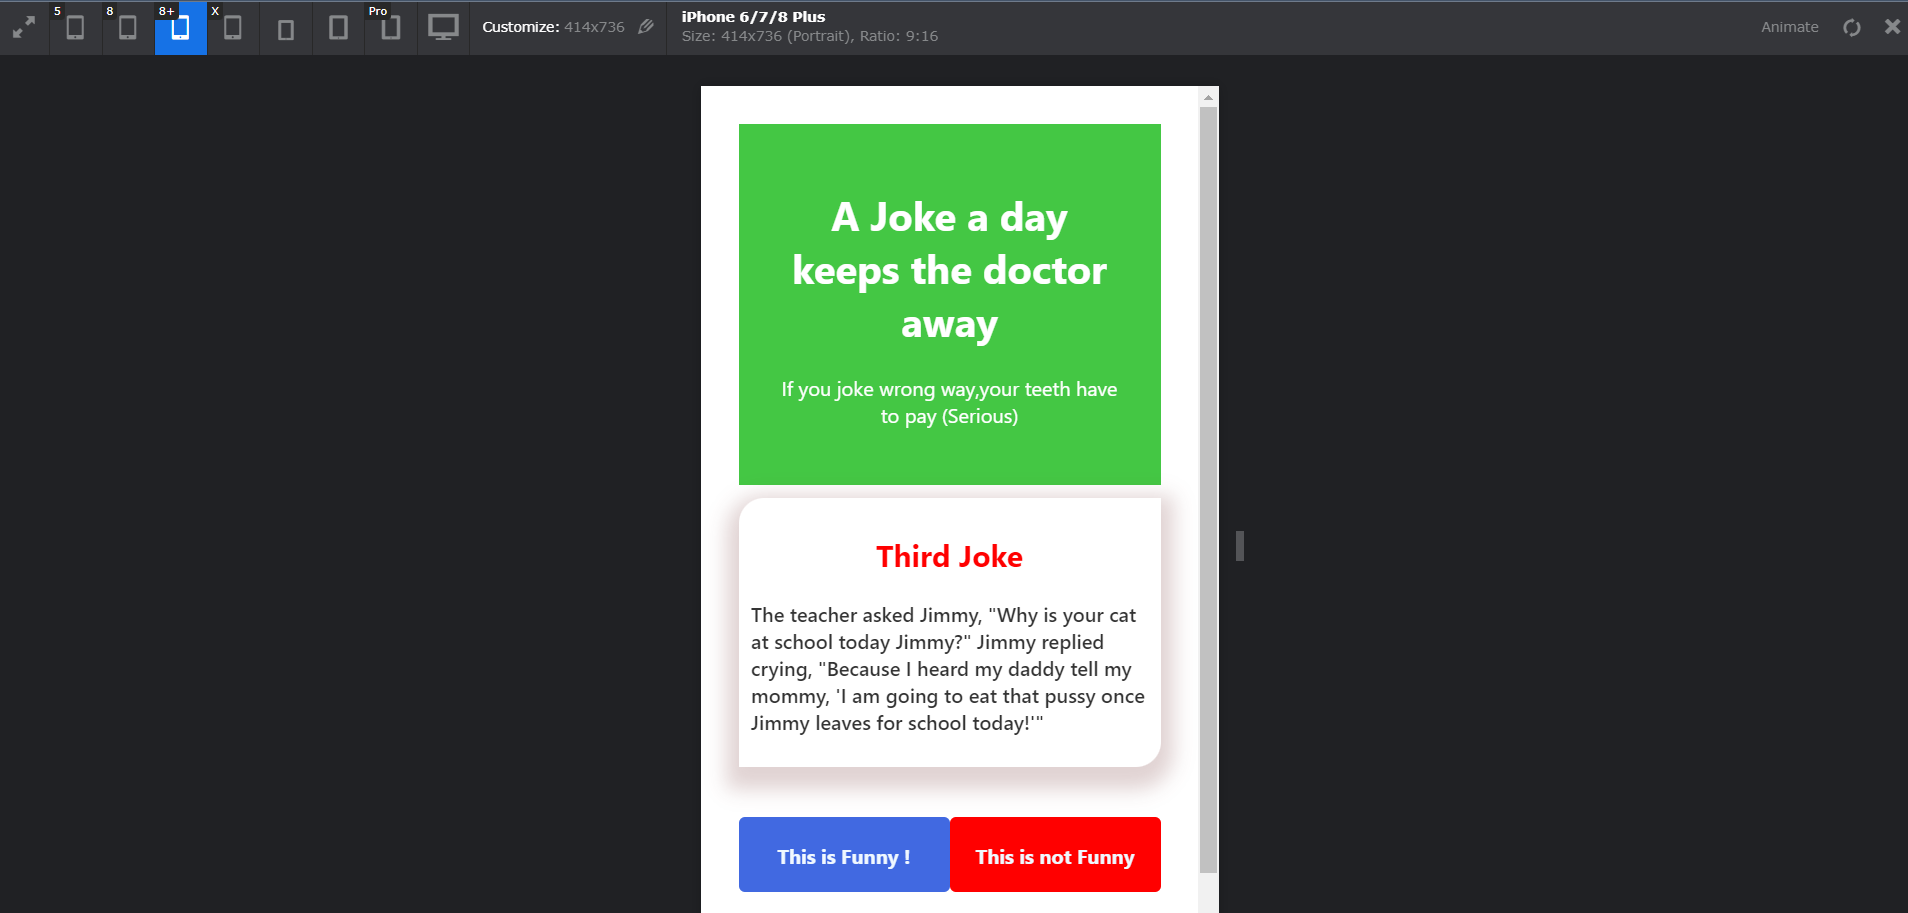 5
8
8+
X
Pro
Customize: 414x736
iPhone 6/7/8 Plus
Size: 414x736 (Portrait), Ratio: 9:16
Animate
A Joke a day
keeps the doctor
away
If you joke wrong way,your teeth have
to pay (Serious)
Third Joke
The teacher asked Jimmy, "Why is your cat
at school today Jimmy?" Jimmy replied
crying, "Because I heard my daddy tell my
mommy, 'I am going to eat that pussy once
Jimmy leaves for school today!'"
This is Funny !
This is not Funny